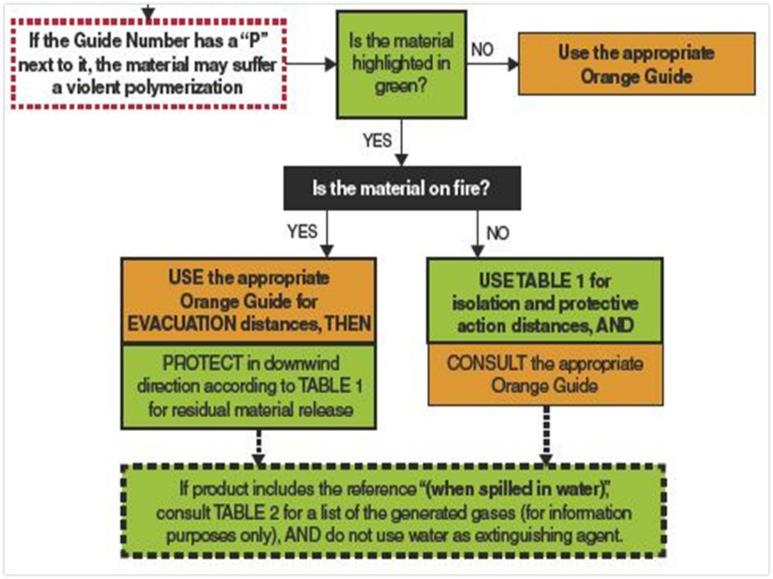 If the Guide Number has a “P”
next to it, the material may suffer
a violent polymerization
Is the material
highlighted in
green?
NO
Use the appropriate
Orange Guide
YES
Is the material on fire?
YES
NO
USE the appropriate
Orange Guide for
EVACUATION distances, THEN
PROTECT in downwind
direction according to TABLE 1
for residual material release
USE TABLE 1 for
isolation and protective
action distances, AND
CONSULT the appropriate
Orange Guide
If product includes the reference “(when spilled in water)”,
consult TABLE 2 for a list of the generated gases (for information
purposes only), AND do not use water as extinguishing agent.